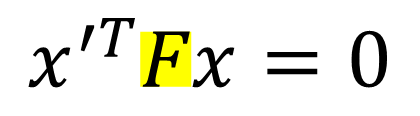 x′ᵀFx = 0